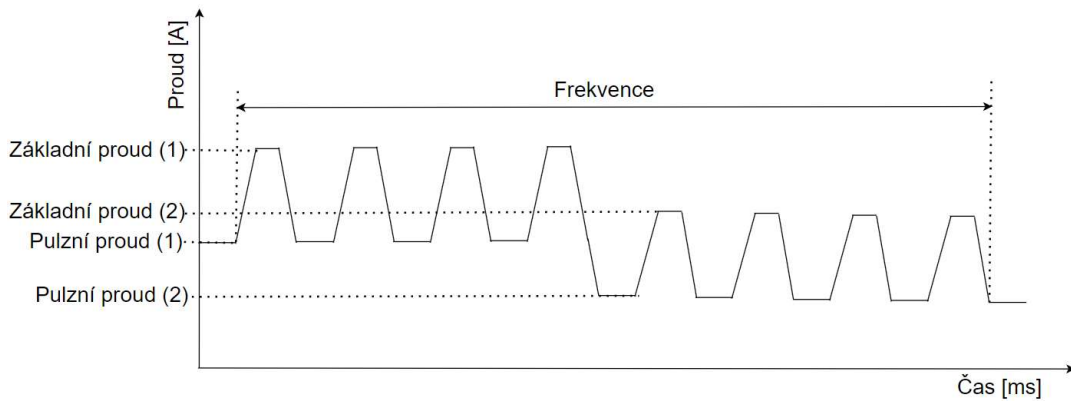 Proud [A]
Frekvence
Základní proud (1)
Základní proud (2)
Pulzní proud (1)
Pulzní proud (2)
Čas [ms]